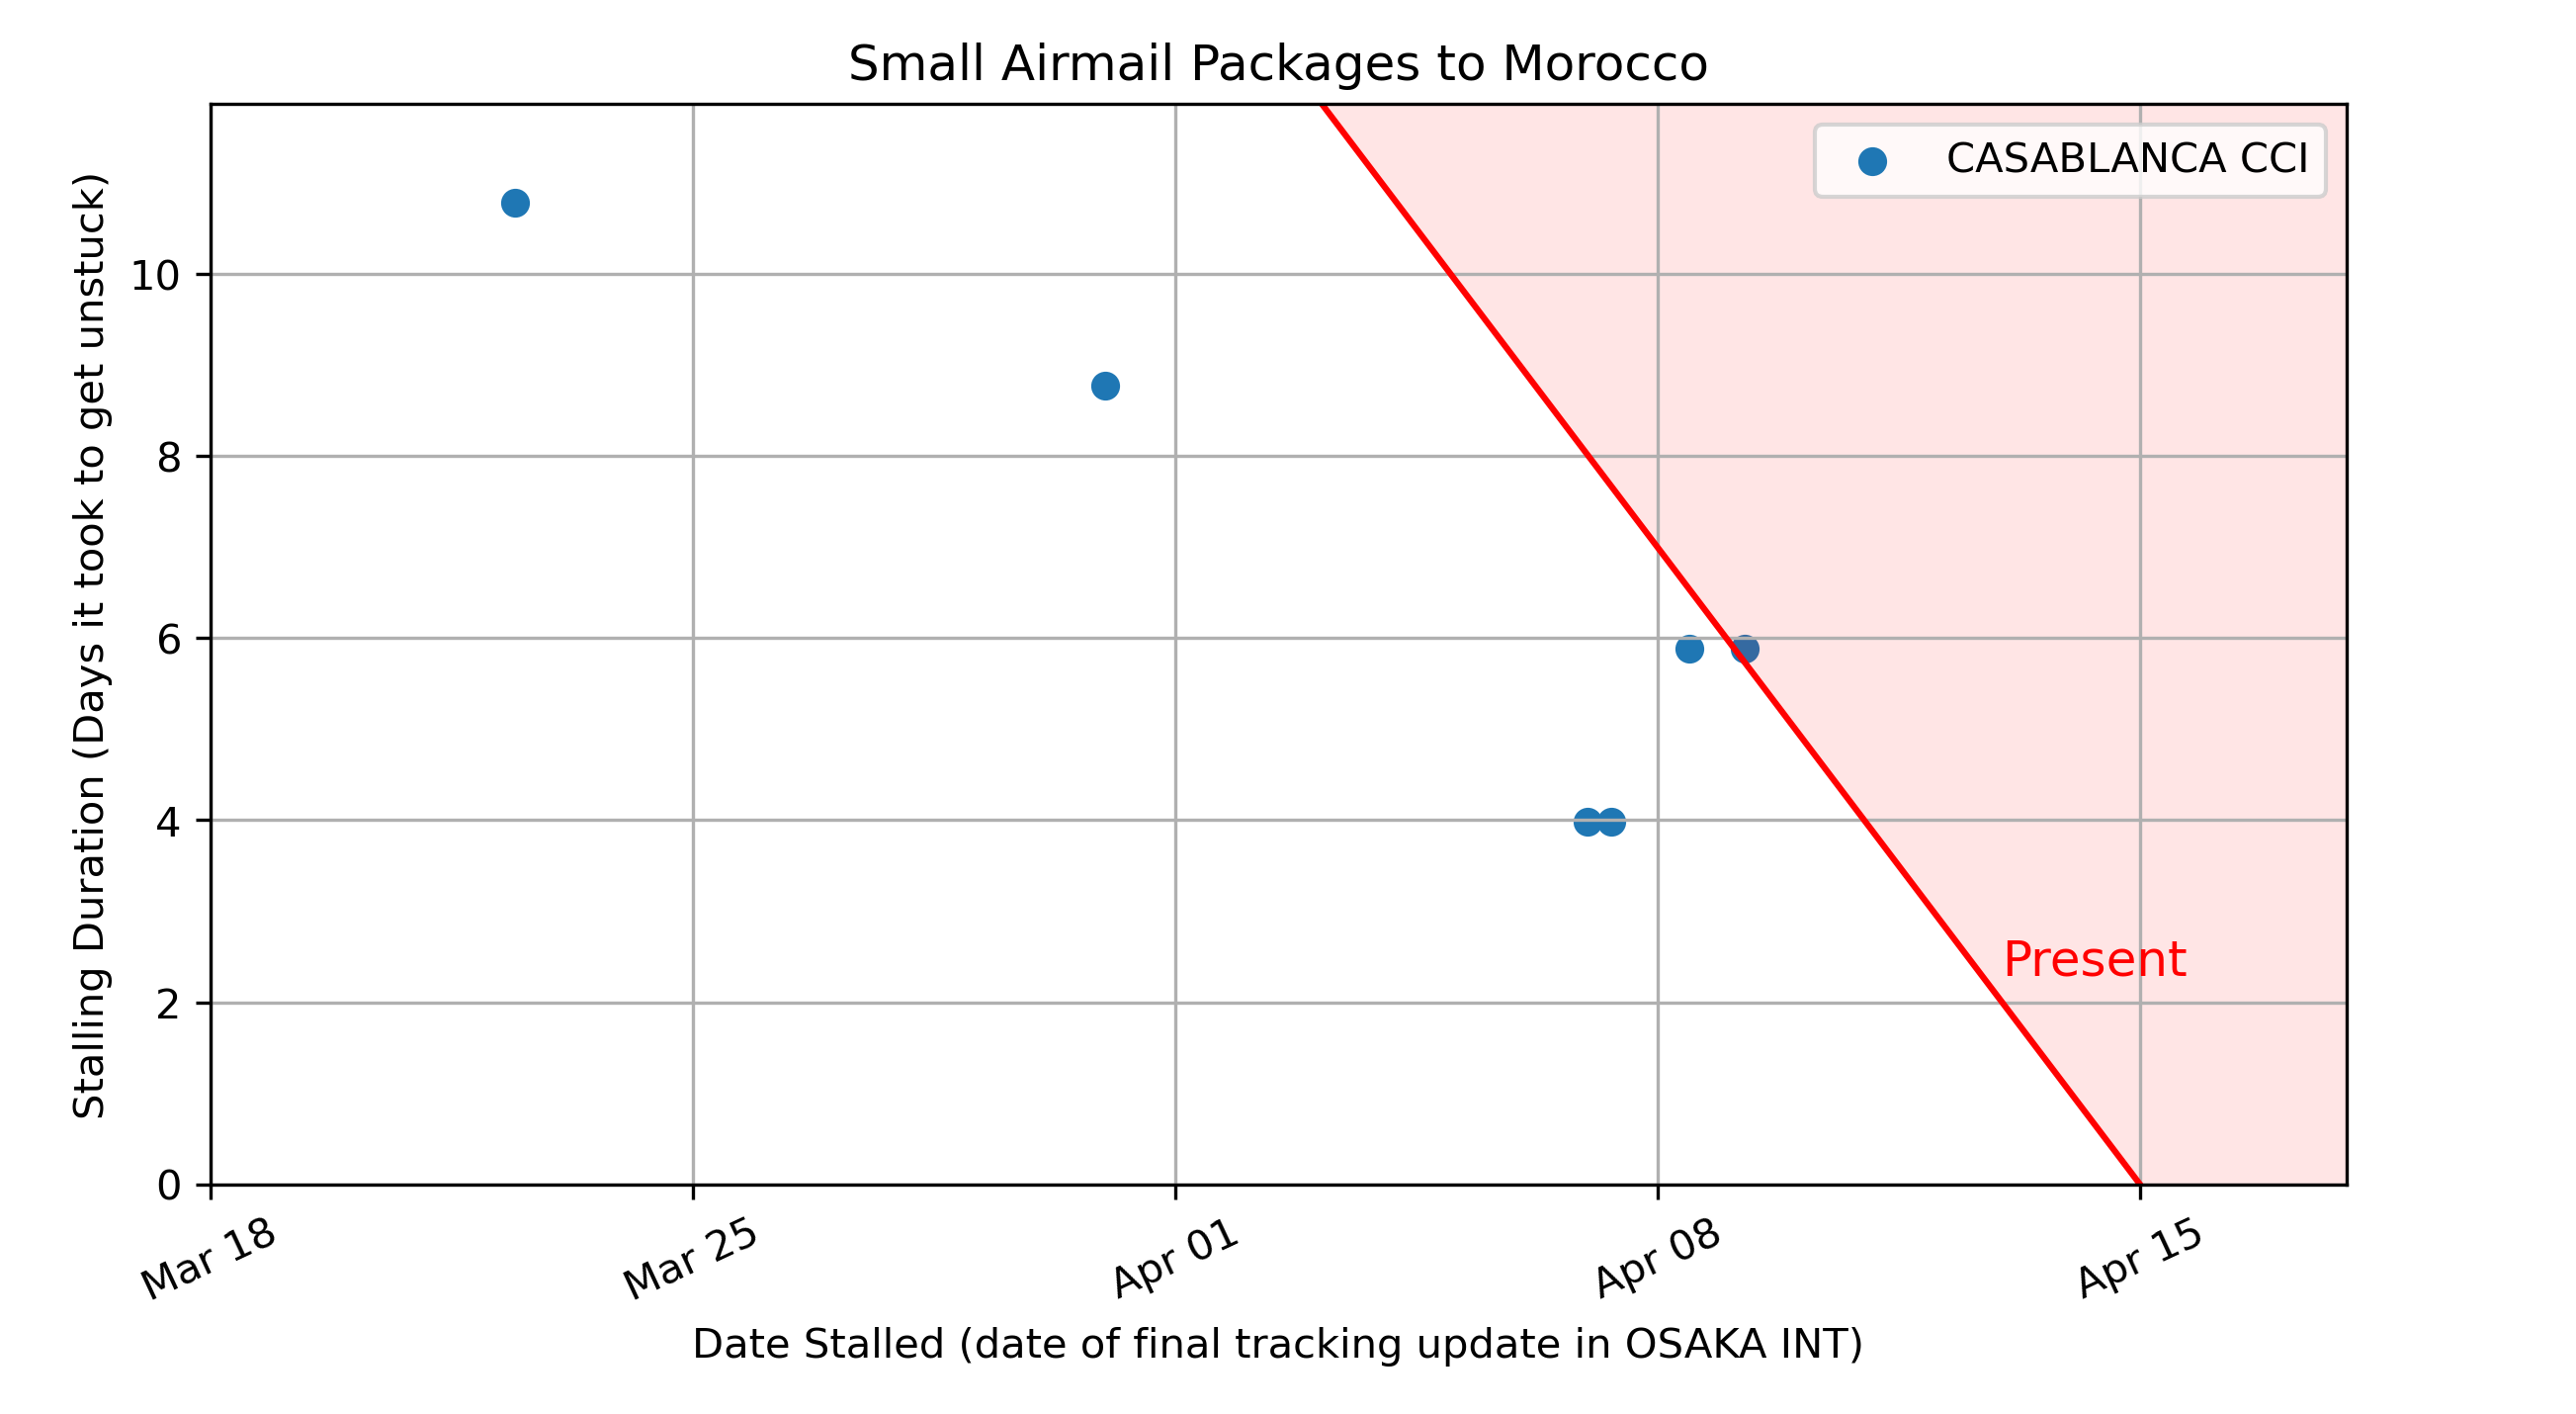 Small Airmail Packages to Morocco
CASABLANCA CCI
Stalling Duration (Days it took to get unstuck)
10
8
6
4
2
0
Present
Mar 18
Mar 25
Apr 01
Apr 08
Apr 15
Date Stalled (date of final tracking update in OSAKA INT)